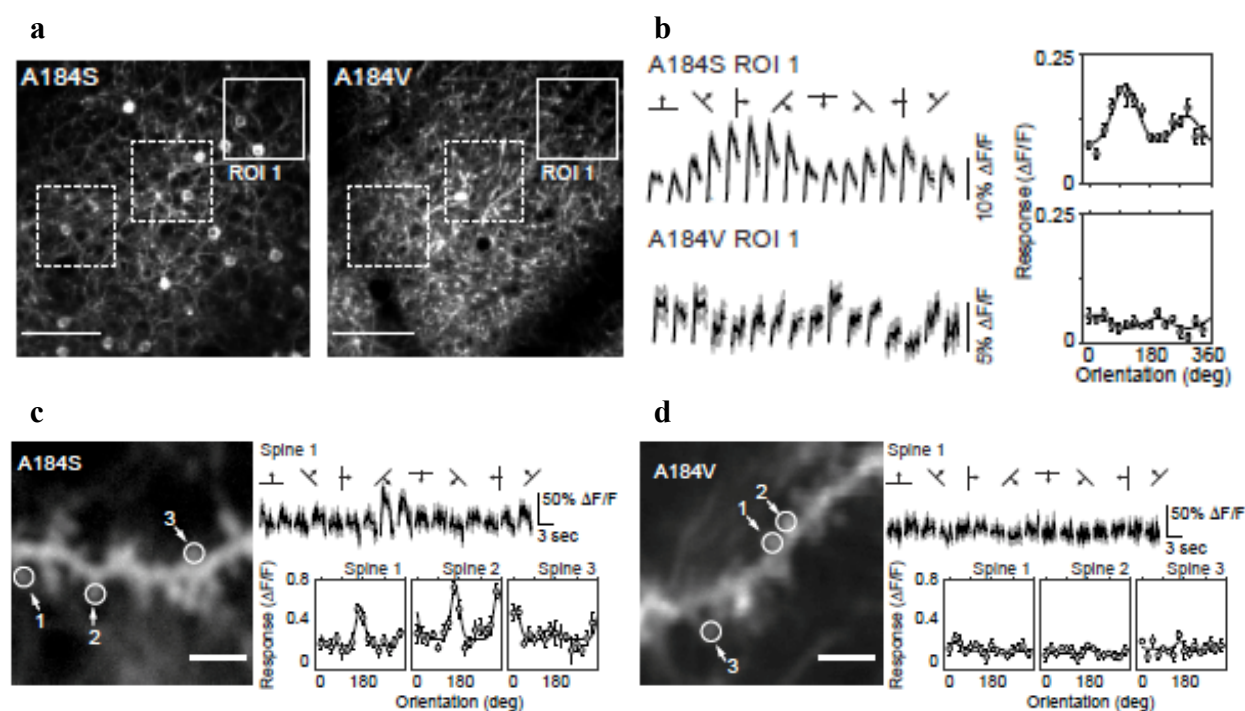 a
A184S
ROI 1
A184V
ROI 1
b
A184S ROI 1
10% ΔF/F
A184V ROI 1
5% ΔF/F
0.25
0
0.25
0
Response (ΔF/F)
0 180 360
Orientation (deg)
c
A184S
1
2
3
Spine 1
50% ΔF/F
3 sec
Spine 1 Spine 2 Spine 3
0.8
0.4
0
Response (ΔF/F)
0 180 0 180 0 180
Orientation (deg)
d
A184V
2
1
3
Spine 1
50% ΔF/F
3 sec
Spine 1 Spine 2 Spine 3
0.8
0.4
0
Response (ΔF/F)
0 180 0 180 0 180
Orientation (deg)